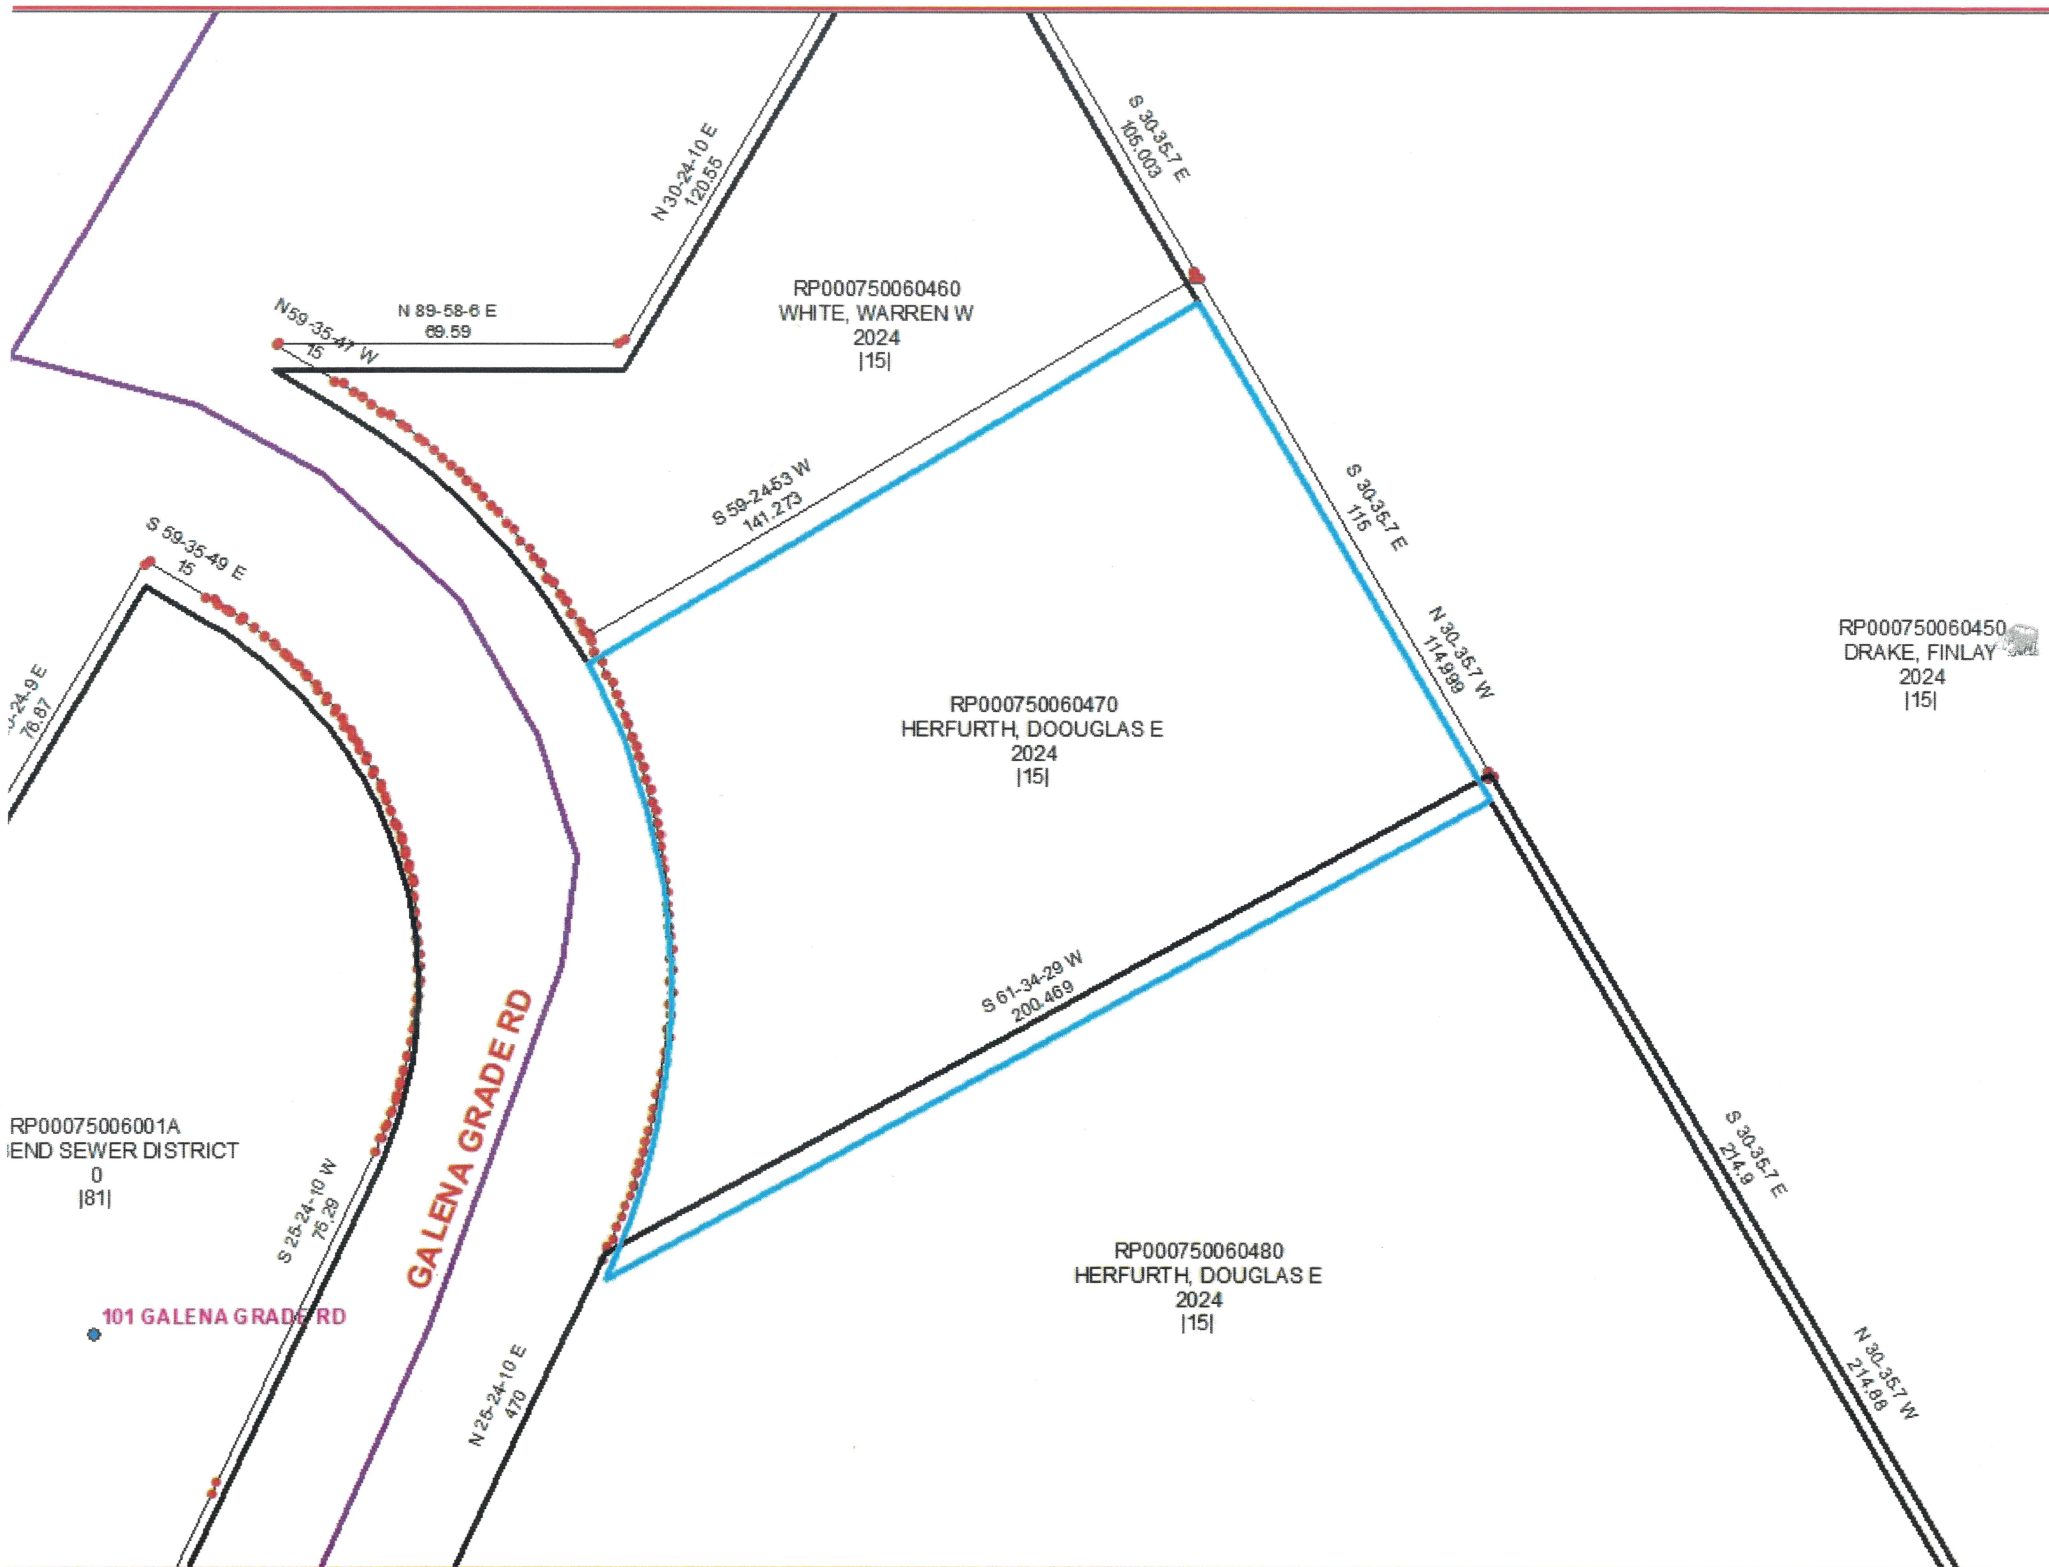 S 30-35-7 E
105.003
N 30-24-10 E
120.55
RP000750060460
WHITE, WARREN W
2024
|15|
N 89-58-6 E
69.59
N 59-35-47 W
15
S 59-24-53 W
141.273
S 30-35-7 E
115
S 59-35-49 E
15
N 30-35-7 W
114.999
RP000750060450
DRAKE, FINLAY
2024
|15|
-24-9 E
76.87
RP000750060470
HERFURTH, DOOUGLAS E
2024
|15|
S 61-34-29 W
200.469
GALENA GRADE RD
RP00075006001A
END SEWER DISTRICT
0
|81|
S 25-24-10 W
75.29
S 30-35-7 E
214.9
RP000750060480
HERFURTH, DOUGLAS E
2024
|15|
101 GALENA GRADE RD
N 25-24-10 E
470
N 30-35-7 W
214.88